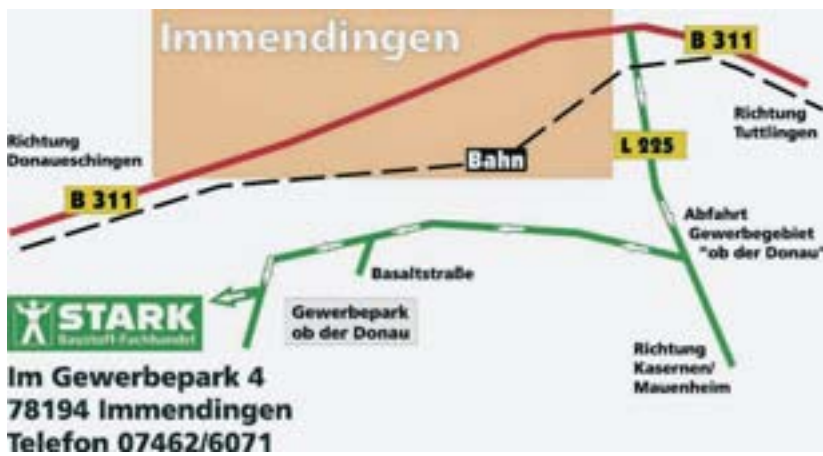 Immendingen
B 311
Richtung
Tuttlingen
Richtung
Donaueschingen
L 225
Bahn
B 311
Abfahrt
Gewerbegebiet
"ob der Donau"
Basaltstraße
STARK
Baustoff-Fachhandel
Gewerbepark
ob der Donau
Richtung
Kasernen/
Mauenheim
Im Gewerbepark 4
78194 Immendingen
Telefon 07462/6071